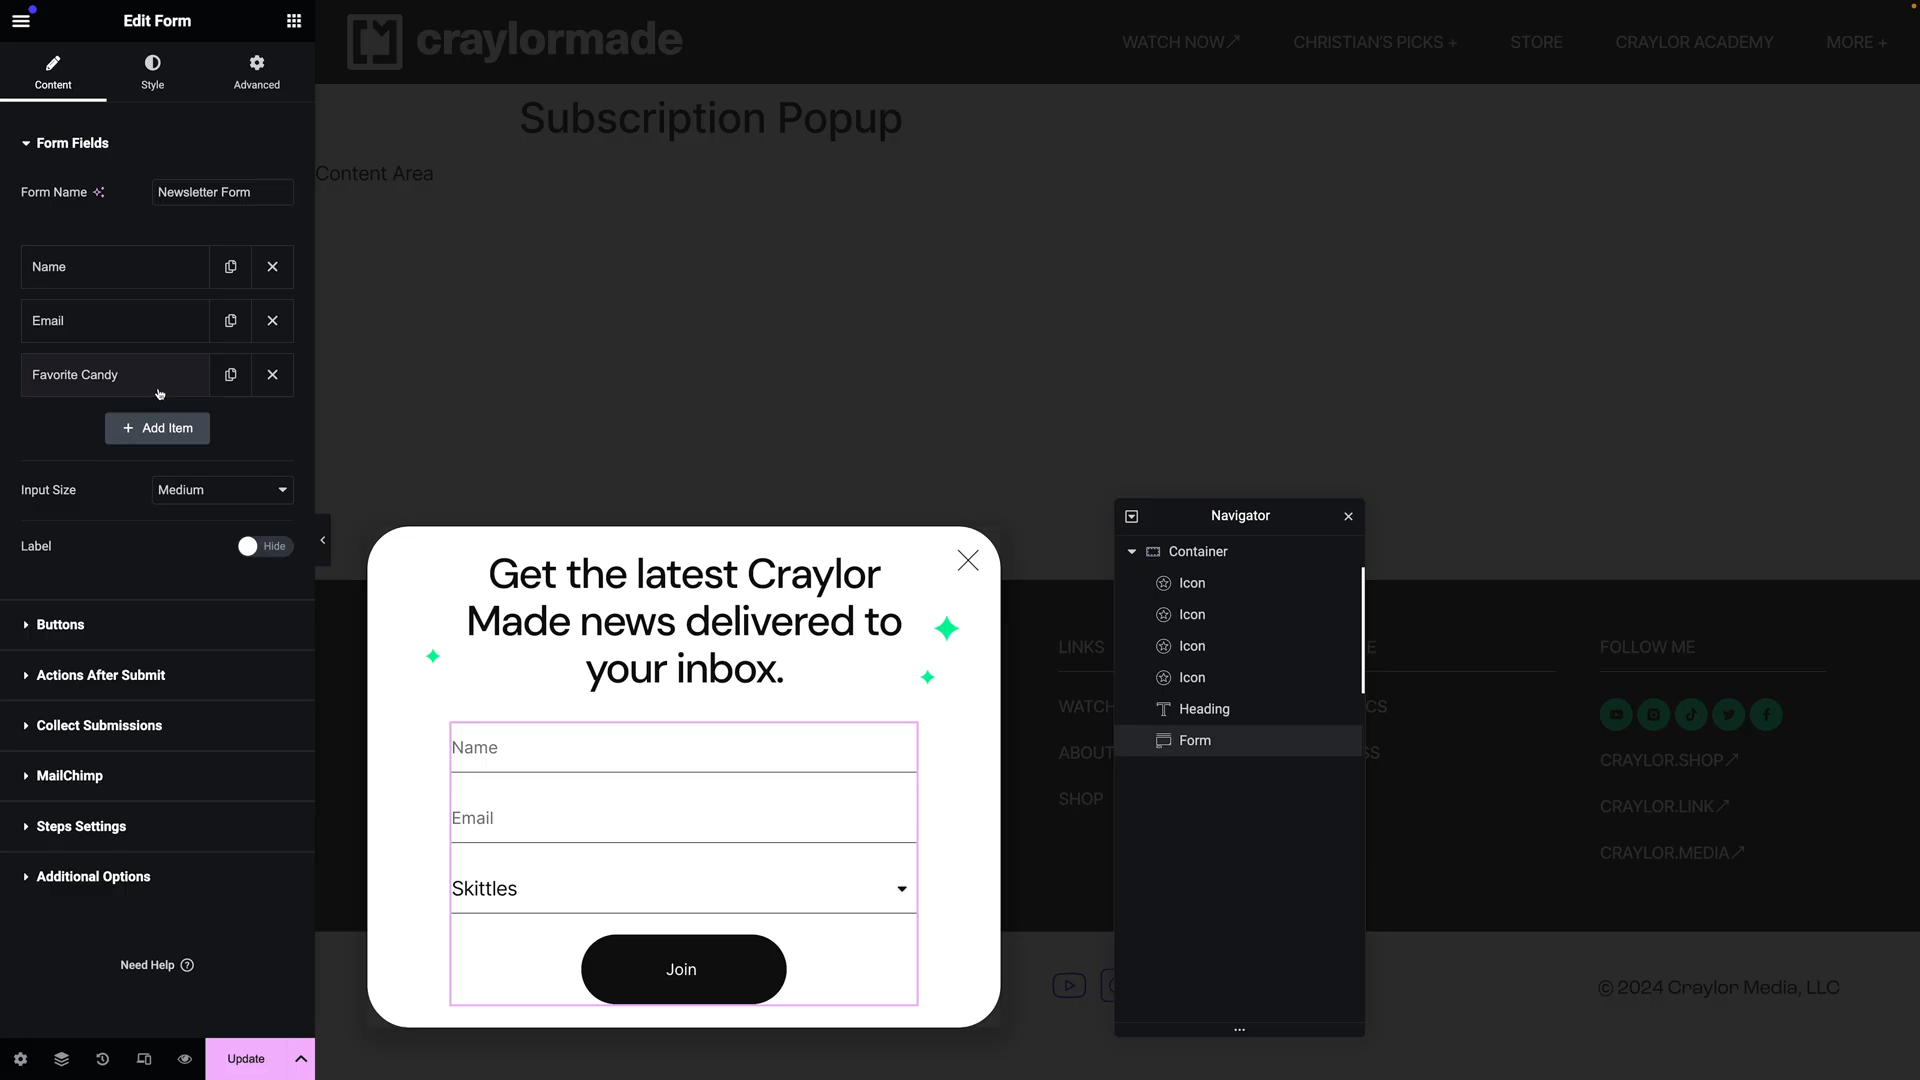 Edit Form
Content
Style
Advanced
Form Fields
Form Name
Newsletter Form
Name
Email
Favorite Candy
+ Add Item
Input Size
Medium
Label
Hide
Buttons
Actions After Submit
Collect Submissions
MailChimp
Steps Settings
Additional Options
Need Help ?
Update
craylormade
WATCH NOW↗
CHRISTIAN'S PICKS +
STORE
CRAYLOR ACADEMY
MORE +
Subscription Popup
Content Area
Get the latest Craylor
Made news delivered to
your inbox.
Name
Email
Skittles
Join
Navigator
Container
Icon
Icon
Icon
Icon
Heading
Form
LINKS
WATCH
ABOUT
SHOP
FOLLOW ME
CRAYLOR.SHOP↗
CRAYLOR.LINK↗
CRAYLOR.MEDIA↗
© 2024 Craylor Media, LLC